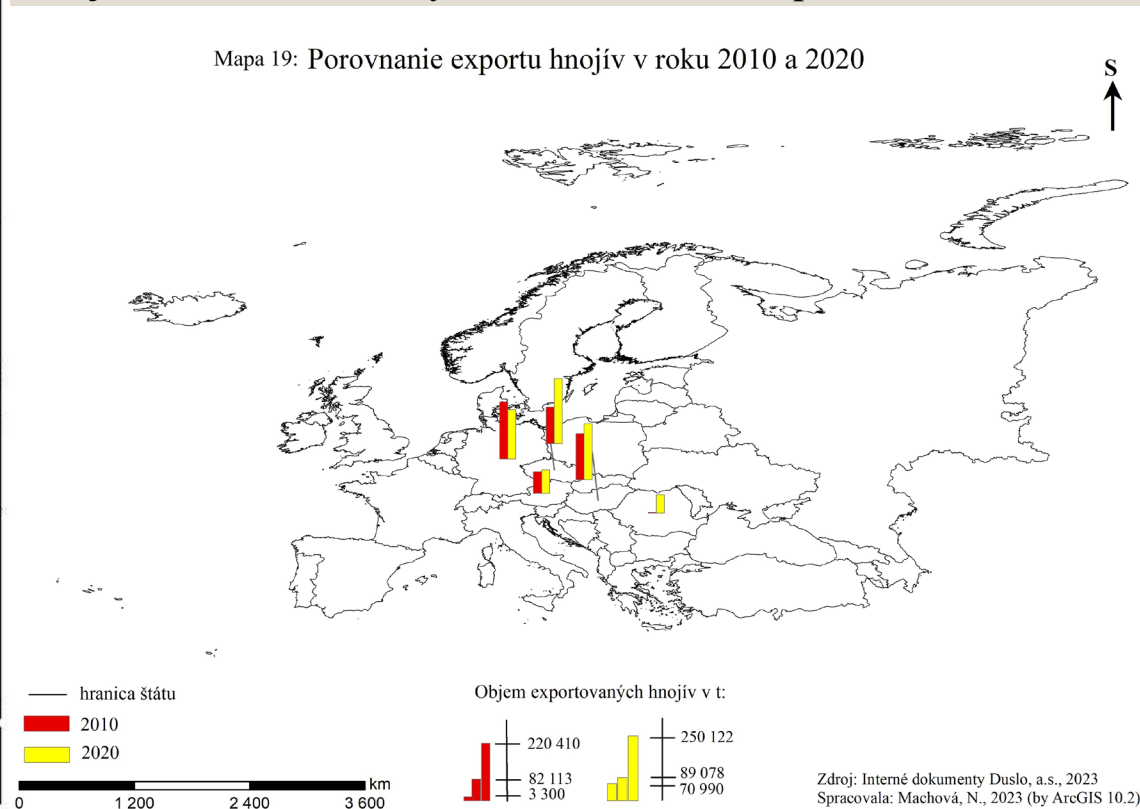 Mapa 19: Porovnanie exportu hnojív v roku 2010 a 2020
S
hranica štátu
2010
2020
km
0 1 200 2 400 3 600
Objem exportovaných hnojív v t:
220 410
82 113
3 300
250 122
89 078
70 990
Zdroj: Interné dokumenty Duslo, a.s., 2023
Spracovala: Machová, N., 2023 (by ArcGIS 10.2)